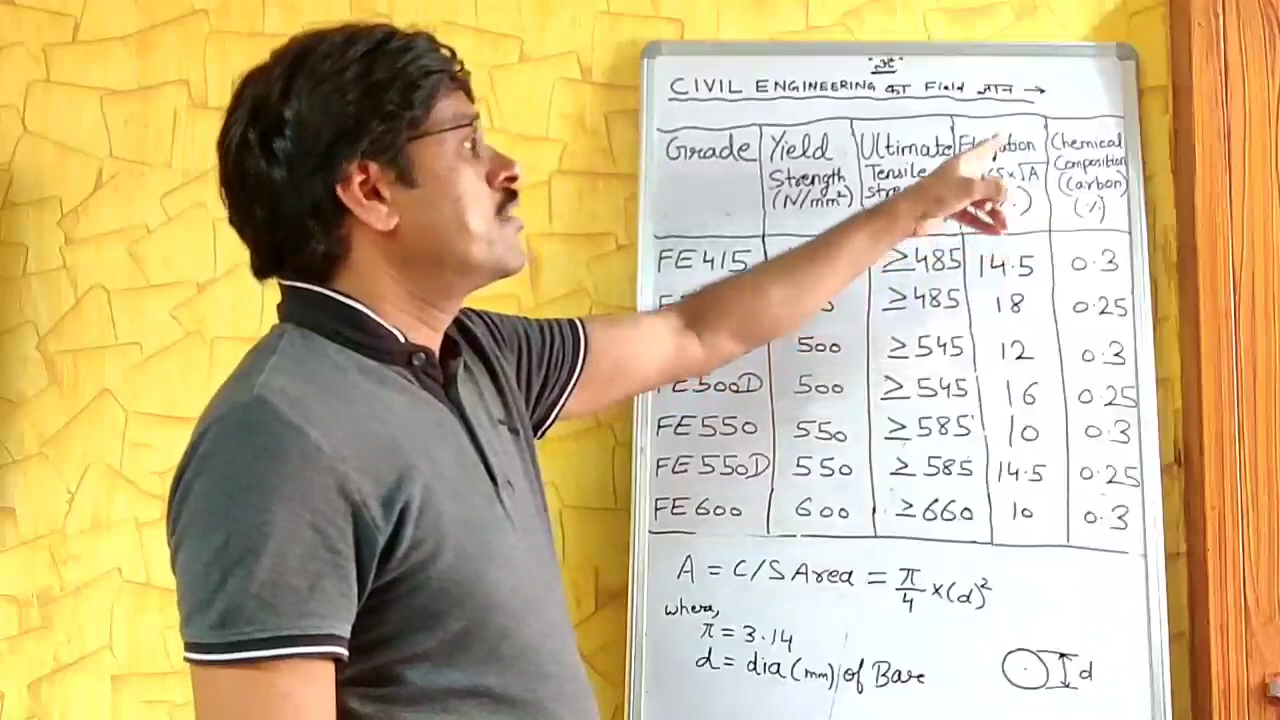 "ॐ"
CIVIL ENGINEERING का Field ज्ञान →
Grade Yield Strength (N/mm²) Ultimate Tensile Chemical Composition (Carbon) (%)
FE415 ≥485 14.5 0.3
≥485 18 0.25
500 ≥545 12 0.3
FE500D 500 ≥545 16 0.25
FE550 550 ≥585 10 0.3
FE550D 550 ≥585 14.5 0.25
FE600 600 ≥660 10 0.3
A = C/S Area = π/4 × (d)²
where,
π = 3.14
d = dia (mm) of Bar
d